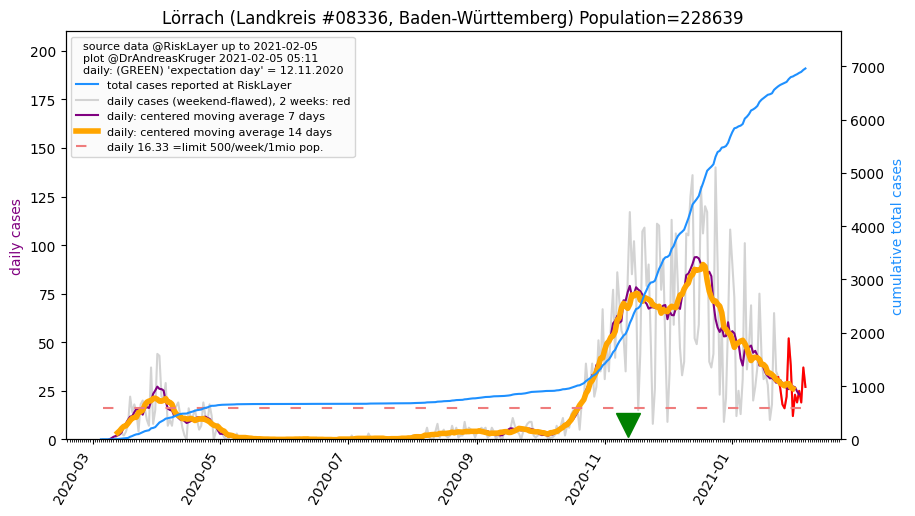 Lörrach (Landkreis #08336, Baden-Württemberg) Population=228639
source data @RiskLayer up to 2021-02-05
plot @DrAndreasKruger 2021-02-05 05:11
daily: (GREEN) 'expectation day' = 12.11.2020
total cases reported at RiskLayer
daily cases (weekend-flawed), 2 weeks: red
daily: centered moving average 7 days
daily: centered moving average 14 days
daily 16.33 =limit 500/week/1mio pop.
daily cases
200
175
150
125
100
75
50
25
0
cumulative total cases
7000
6000
5000
4000
3000
2000
1000
0
2020-03
2020-05
2020-07
2020-09
2020-11
2021-01